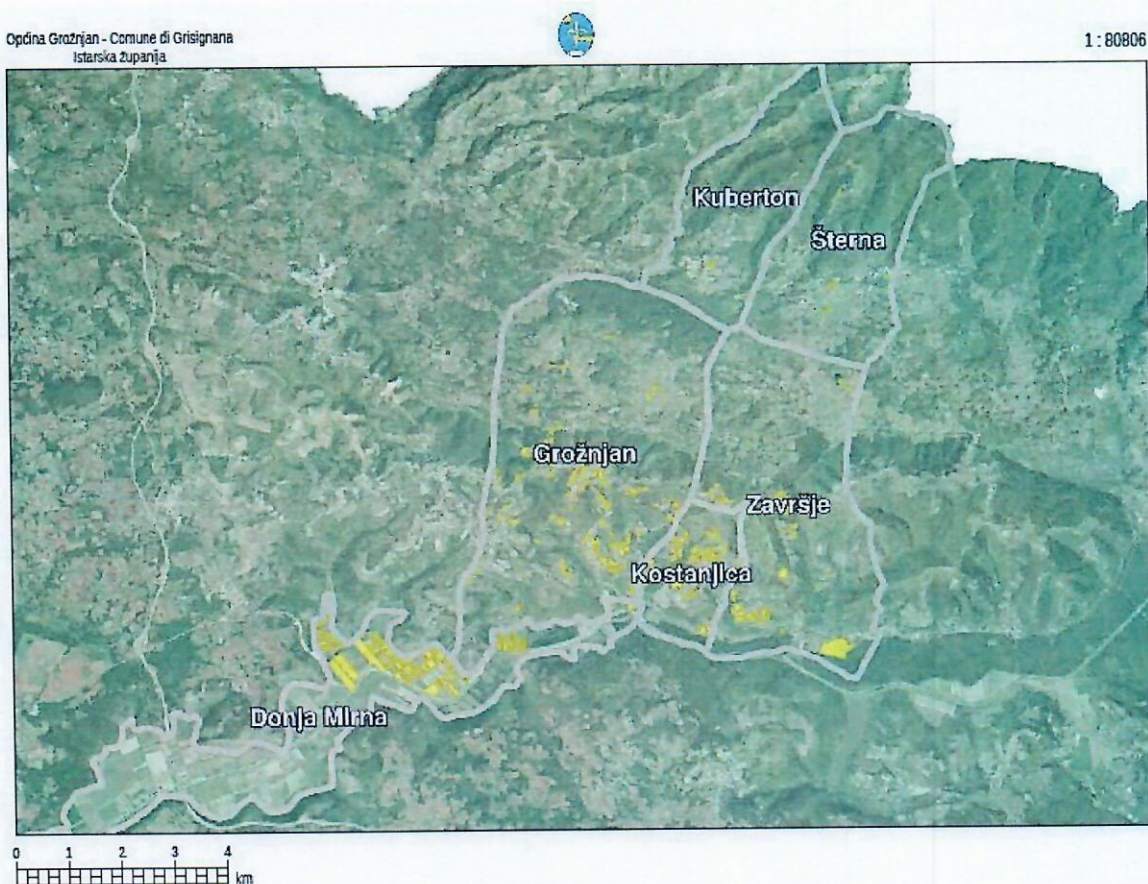 Općina Grožnjan - Comune di Grisignana
Istarska županija
1 : 80806
Kuberton
Šterna
Grožnjan
Završje
Kostanjica
Donja Mirna
0 1 2 3 4
km